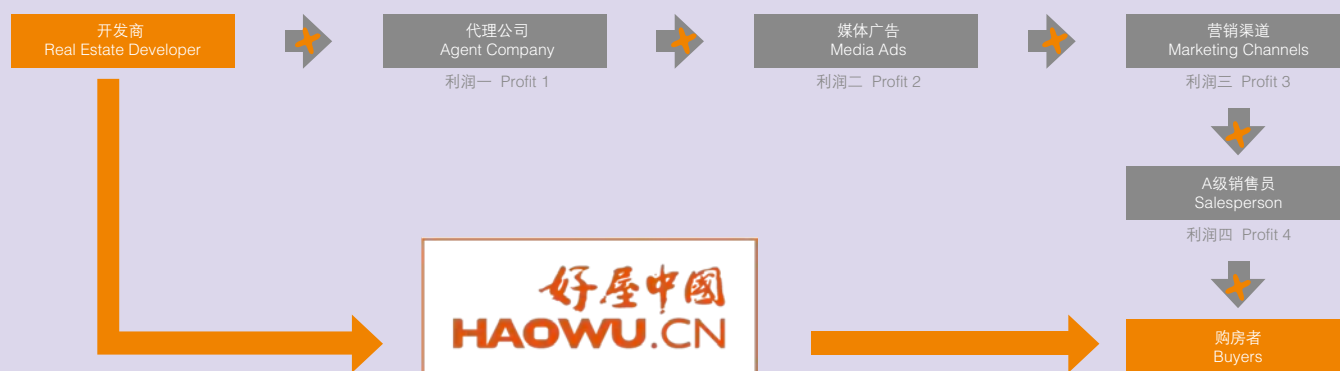 开发商
Real Estate Developer
代理公司
Agent Company
利润一 Profit 1
媒体广告
Media Ads
利润二 Profit 2
营销渠道
Marketing Channels
利润三 Profit 3
A级销售员
Salesperson
利润四 Profit 4
好屋中國
HAOWU.CN
购房者
Buyers